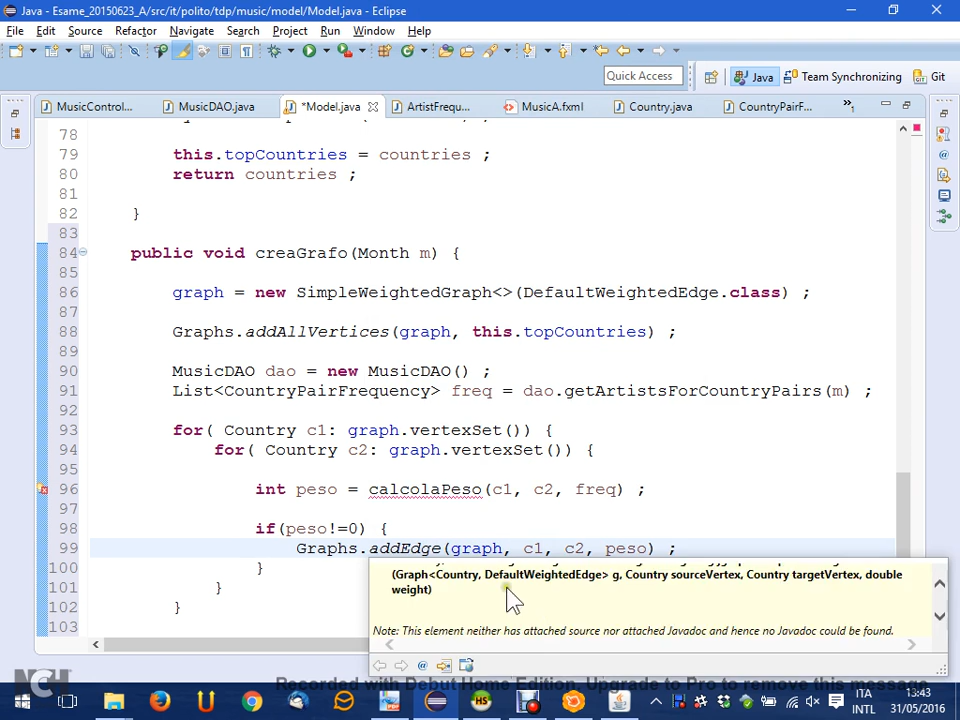 Java - Esame_20150623_A/src/it/polito/tdp/music/model/Model.java - Eclipse
File Edit Source Refactor Navigate Search Project Run Window Help
Quick Access
Java
Team Synchronizing
Git
MusicControl...
MusicDAO.java
*Model.java
ArtistFrequ...
MusicA.fxml
Country.java
CountryPairF...
»1
78
79 this.topCountries = countries ;
80 return countries ;
81
82 }
83
84 public void creaGrafo(Month m) {
85
86 graph = new SimpleWeightedGraph<>(DefaultWeightedEdge.class) ;
87
88 Graphs.addAllVertices(graph, this.topCountries) ;
89
90 MusicDAO dao = new MusicDAO() ;
91 List<CountryPairFrequency> freq = dao.getArtistsForCountryPairs(m) ;
92
93 for( Country c1: graph.vertexSet()) {
94 for( Country c2: graph.vertexSet()) {
95
96 int peso = calcolaPeso(c1, c2, freq) ;
97
98 if(peso!=0) {
99 Graphs.addEdge(graph, c1, c2, peso) ;
100 }
101 }
102 }
103
(Graph<Country, DefaultWeightedEdge> g, Country sourceVertex, Country targetVertex, double
weight)
Note: This element neither has attached source nor attached Javadoc and hence no Javadoc could be found.
NCH
Recorded with Debut Home Edition. Upgrade to Pro to remove this message
ITA
INTL
13:43
31/05/2016